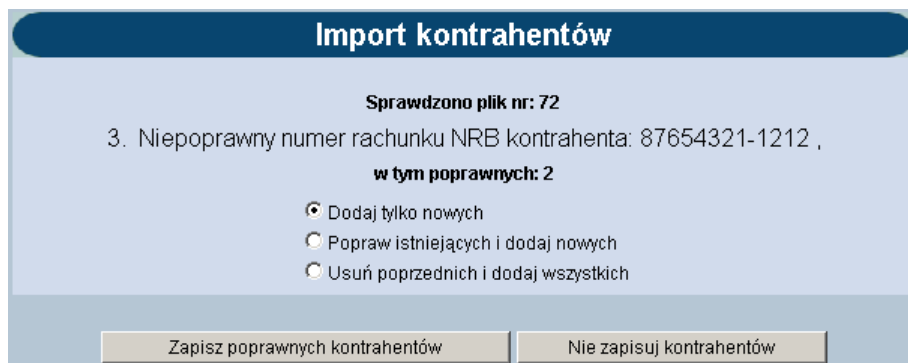 Import kontrahentów
Sprawdzono plik nr: 72
3. Niepoprawny numer rachunku NRB kontrahenta: 87654321-1212 ,
w tym poprawnych: 2
Dodaj tylko nowych
Popraw istniejących i dodaj nowych
Usuń poprzednich i dodaj wszystkich
Zapisz poprawnych kontrahentów Nie zapisuj kontrahentów